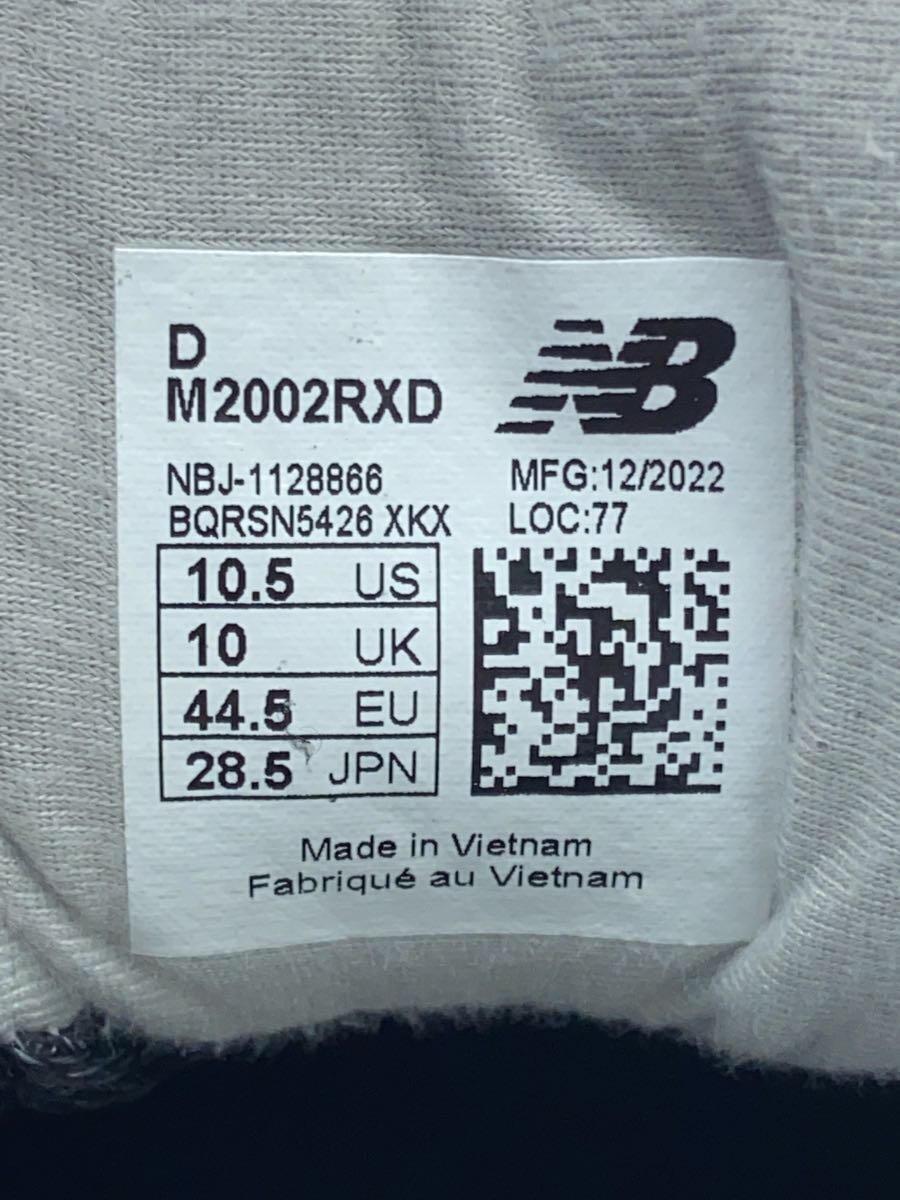 D
M2002RXD
NB
NBJ-1128866
MFG:12/2022
BQRSN5426 XKX
LOC:77
10.5 US
10 UK
44.5 EU
28.5 JPN
Made in Vietnam
Fabriqué au Vietnam